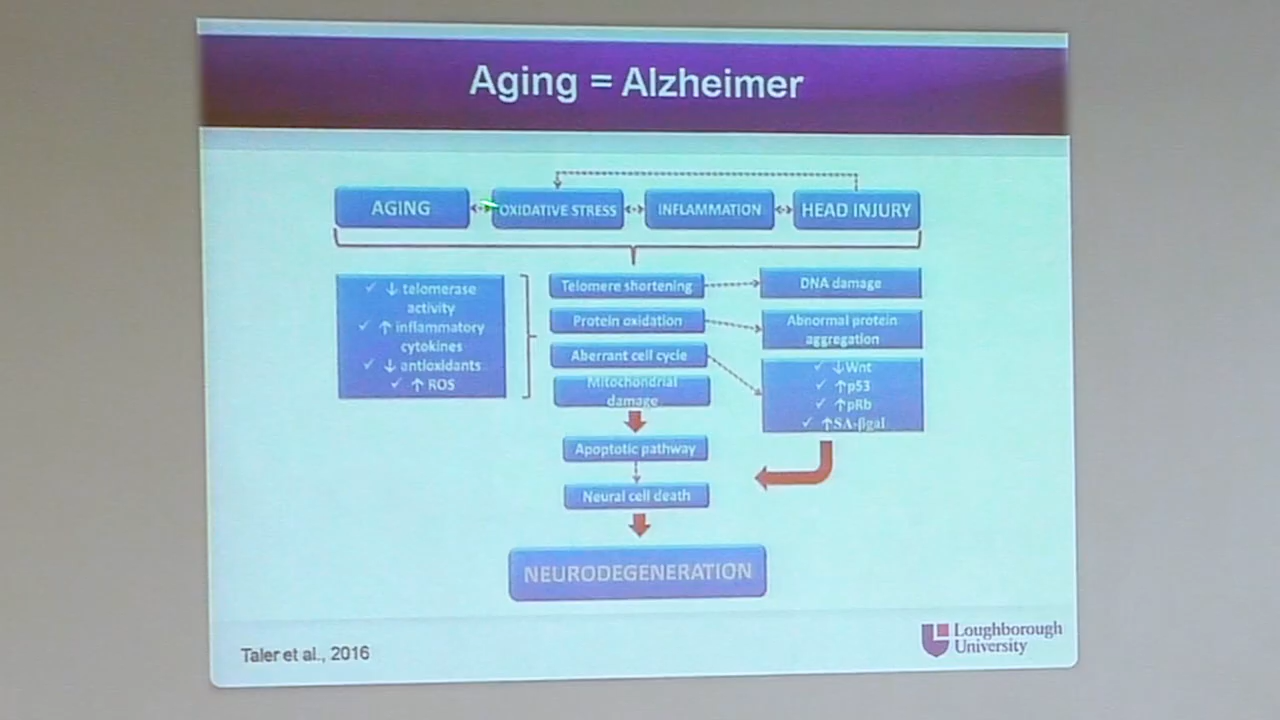 Aging = Alzheimer
AGING
OXIDATIVE STRESS
INFLAMMATION
HEAD INJURY
✓ ↓ telomerase
activity
✓ ↑ inflammatory
cytokines
✓ ↓ antioxidants
✓ ↑ ROS
Telomere shortening
Protein oxidation
Aberrant cell cycle
Mitochondrial
damage
DNA damage
Abnormal protein
aggregation
✓ ↓Wnt
✓ ↑p53
✓ ↑pRb
✓ ↑SA-βgal
Apoptotic pathway
Neural cell death
NEURODEGENERATION
Taler et al., 2016
Loughborough
University